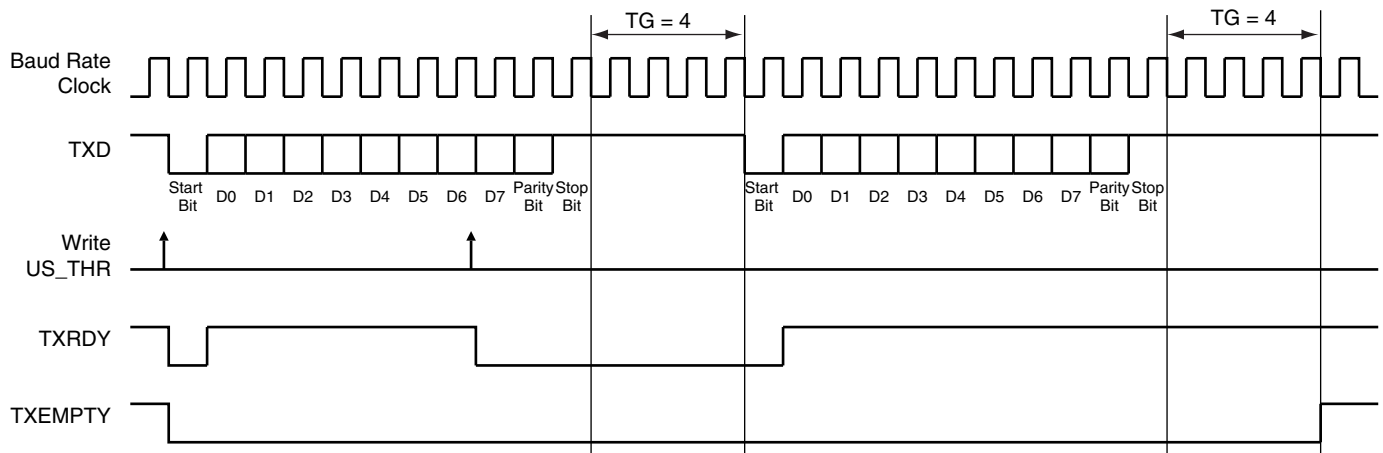 TG = 4
TG = 4
Baud Rate
Clock
TXD
Start
Bit
D0
D1
D2
D3
D4
D5
D6
D7
Parity
Bit
Stop
Bit
Start
Bit
D0
D1
D2
D3
D4
D5
D6
D7
Parity
Bit
Stop
Bit
Write
US_THR
TXRDY
TXEMPTY